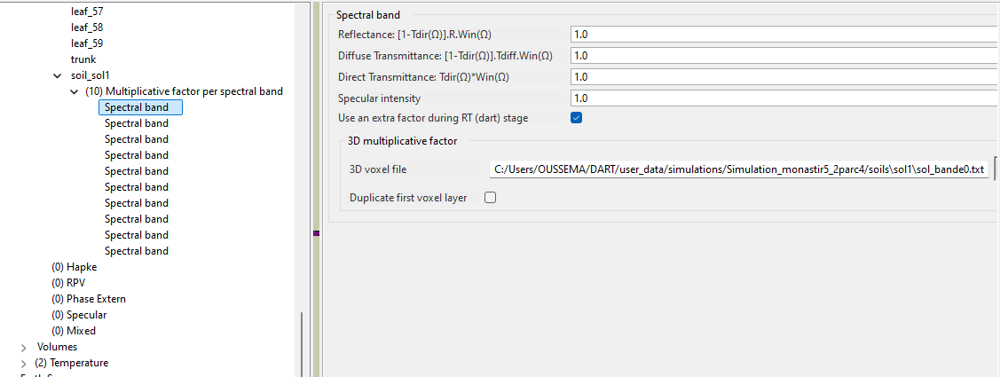 leaf_57
leaf_58
leaf_59
trunk
soil_sol1
(10) Multiplicative factor per spectral band
Spectral band
Spectral band
Spectral band
Spectral band
Spectral band
Spectral band
Spectral band
Spectral band
Spectral band
Spectral band
(0) Hapke
(0) RPV
(0) Phase Extern
(0) Specular
(0) Mixed
Volumes
(2) Temperature
Spectral band
Reflectance: [1-Tdir(Ω)].R.Win(Ω) 1.0
Diffuse Transmittance: [1-Tdir(Ω)].Tdiff.Win(Ω) 1.0
Direct Transmittance: Tdir(Ω)*Win(Ω) 1.0
Specular intensity 1.0
Use an extra factor during RT (dart) stage
3D multiplicative factor
3D voxel file C:/Users/OUSSEMA/DART/user_data/simulations/Simulation_monastir5_2parc4/soils\sol1\sol_bande0.txt
Duplicate first voxel layer